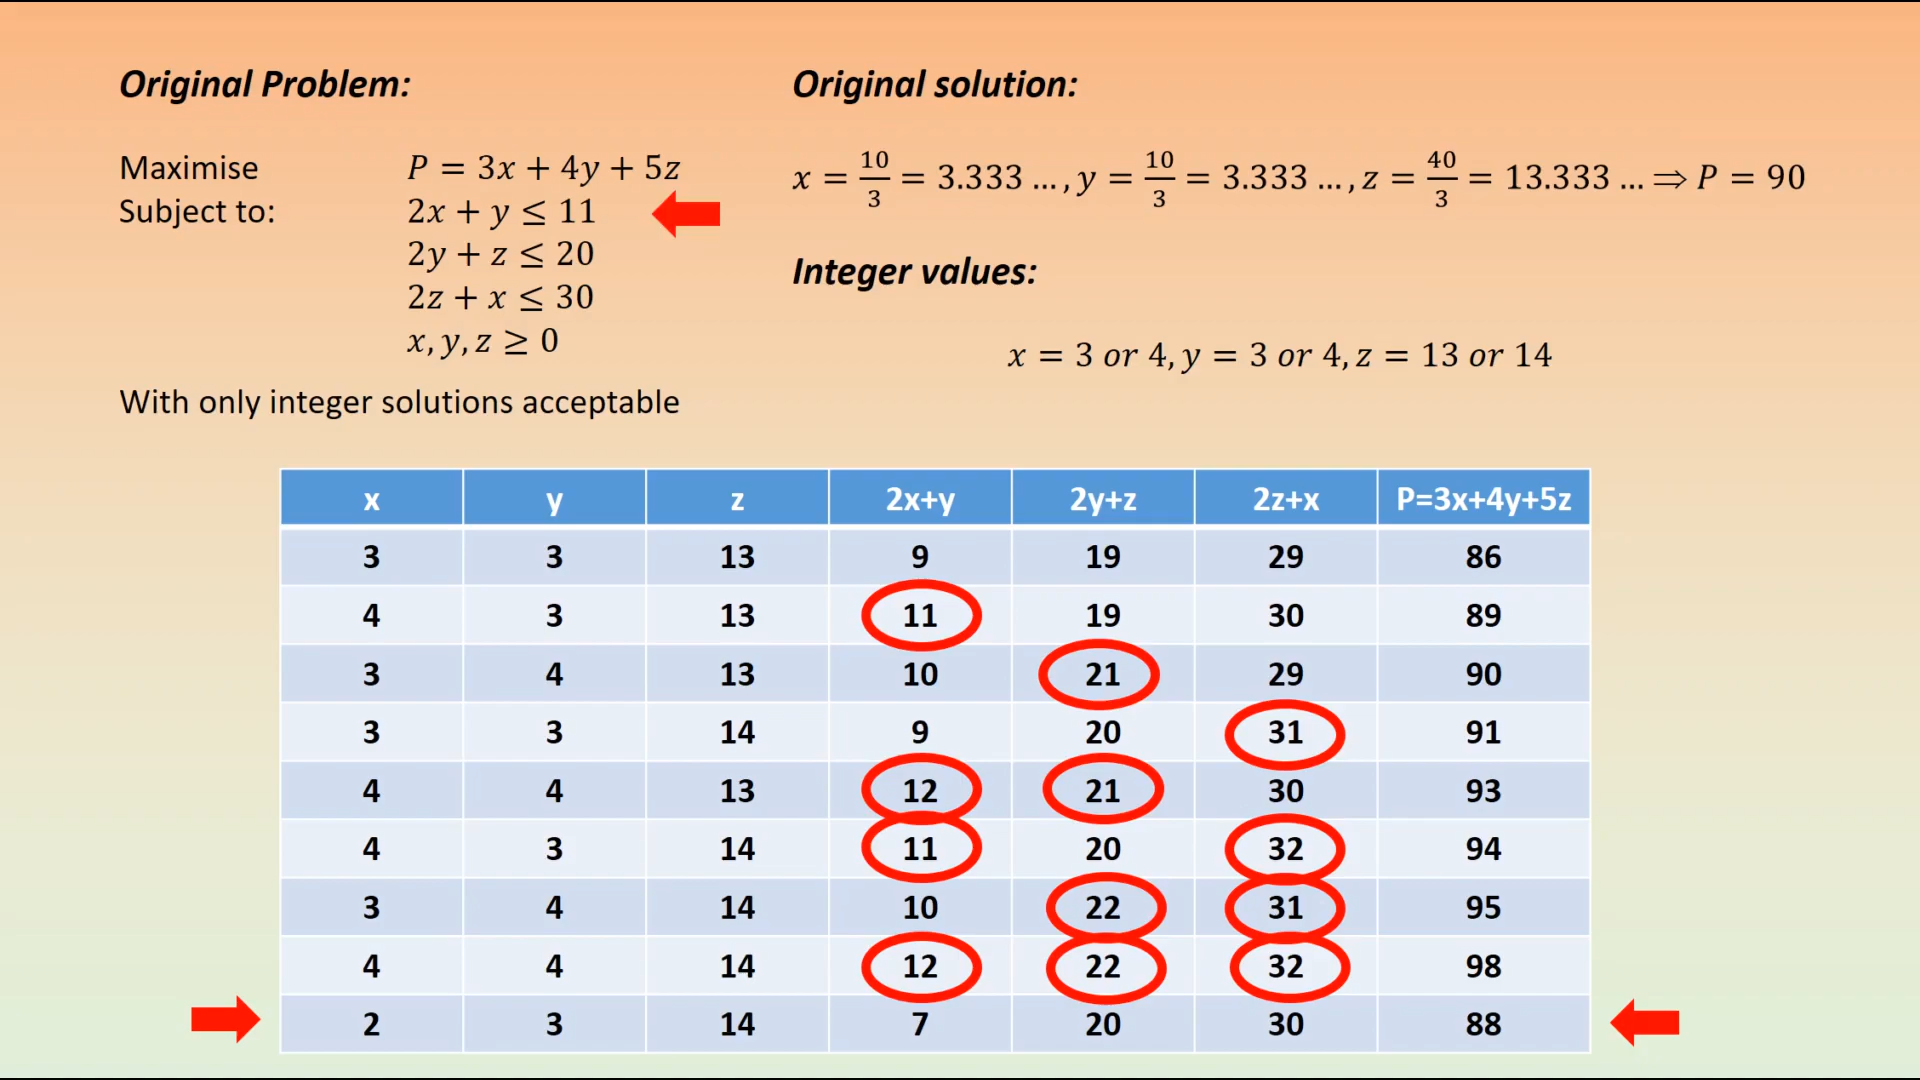 Original Problem:
Maximise P = 3x + 4y + 5z
Subject to: 2x + y ≤ 11
2y + z ≤ 20
2z + x ≤ 30
x, y, z ≥ 0
With only integer solutions acceptable
Original solution:
x = 10/3 = 3.333 …, y = 10/3 = 3.333 …, z = 40/3 = 13.333 … ⇒ P = 90
Integer values:
x = 3 or 4, y = 3 or 4, z = 13 or 14
x y z 2x+y 2y+z 2z+x P=3x+4y+5z
3 3 13 9 19 29 86
4 3 13 11 19 30 89
3 4 13 10 21 29 90
3 3 14 9 20 31 91
4 4 13 12 21 30 93
4 3 14 11 20 32 94
3 4 14 10 22 31 95
4 4 14 12 22 32 98
2 3 14 7 20 30 88